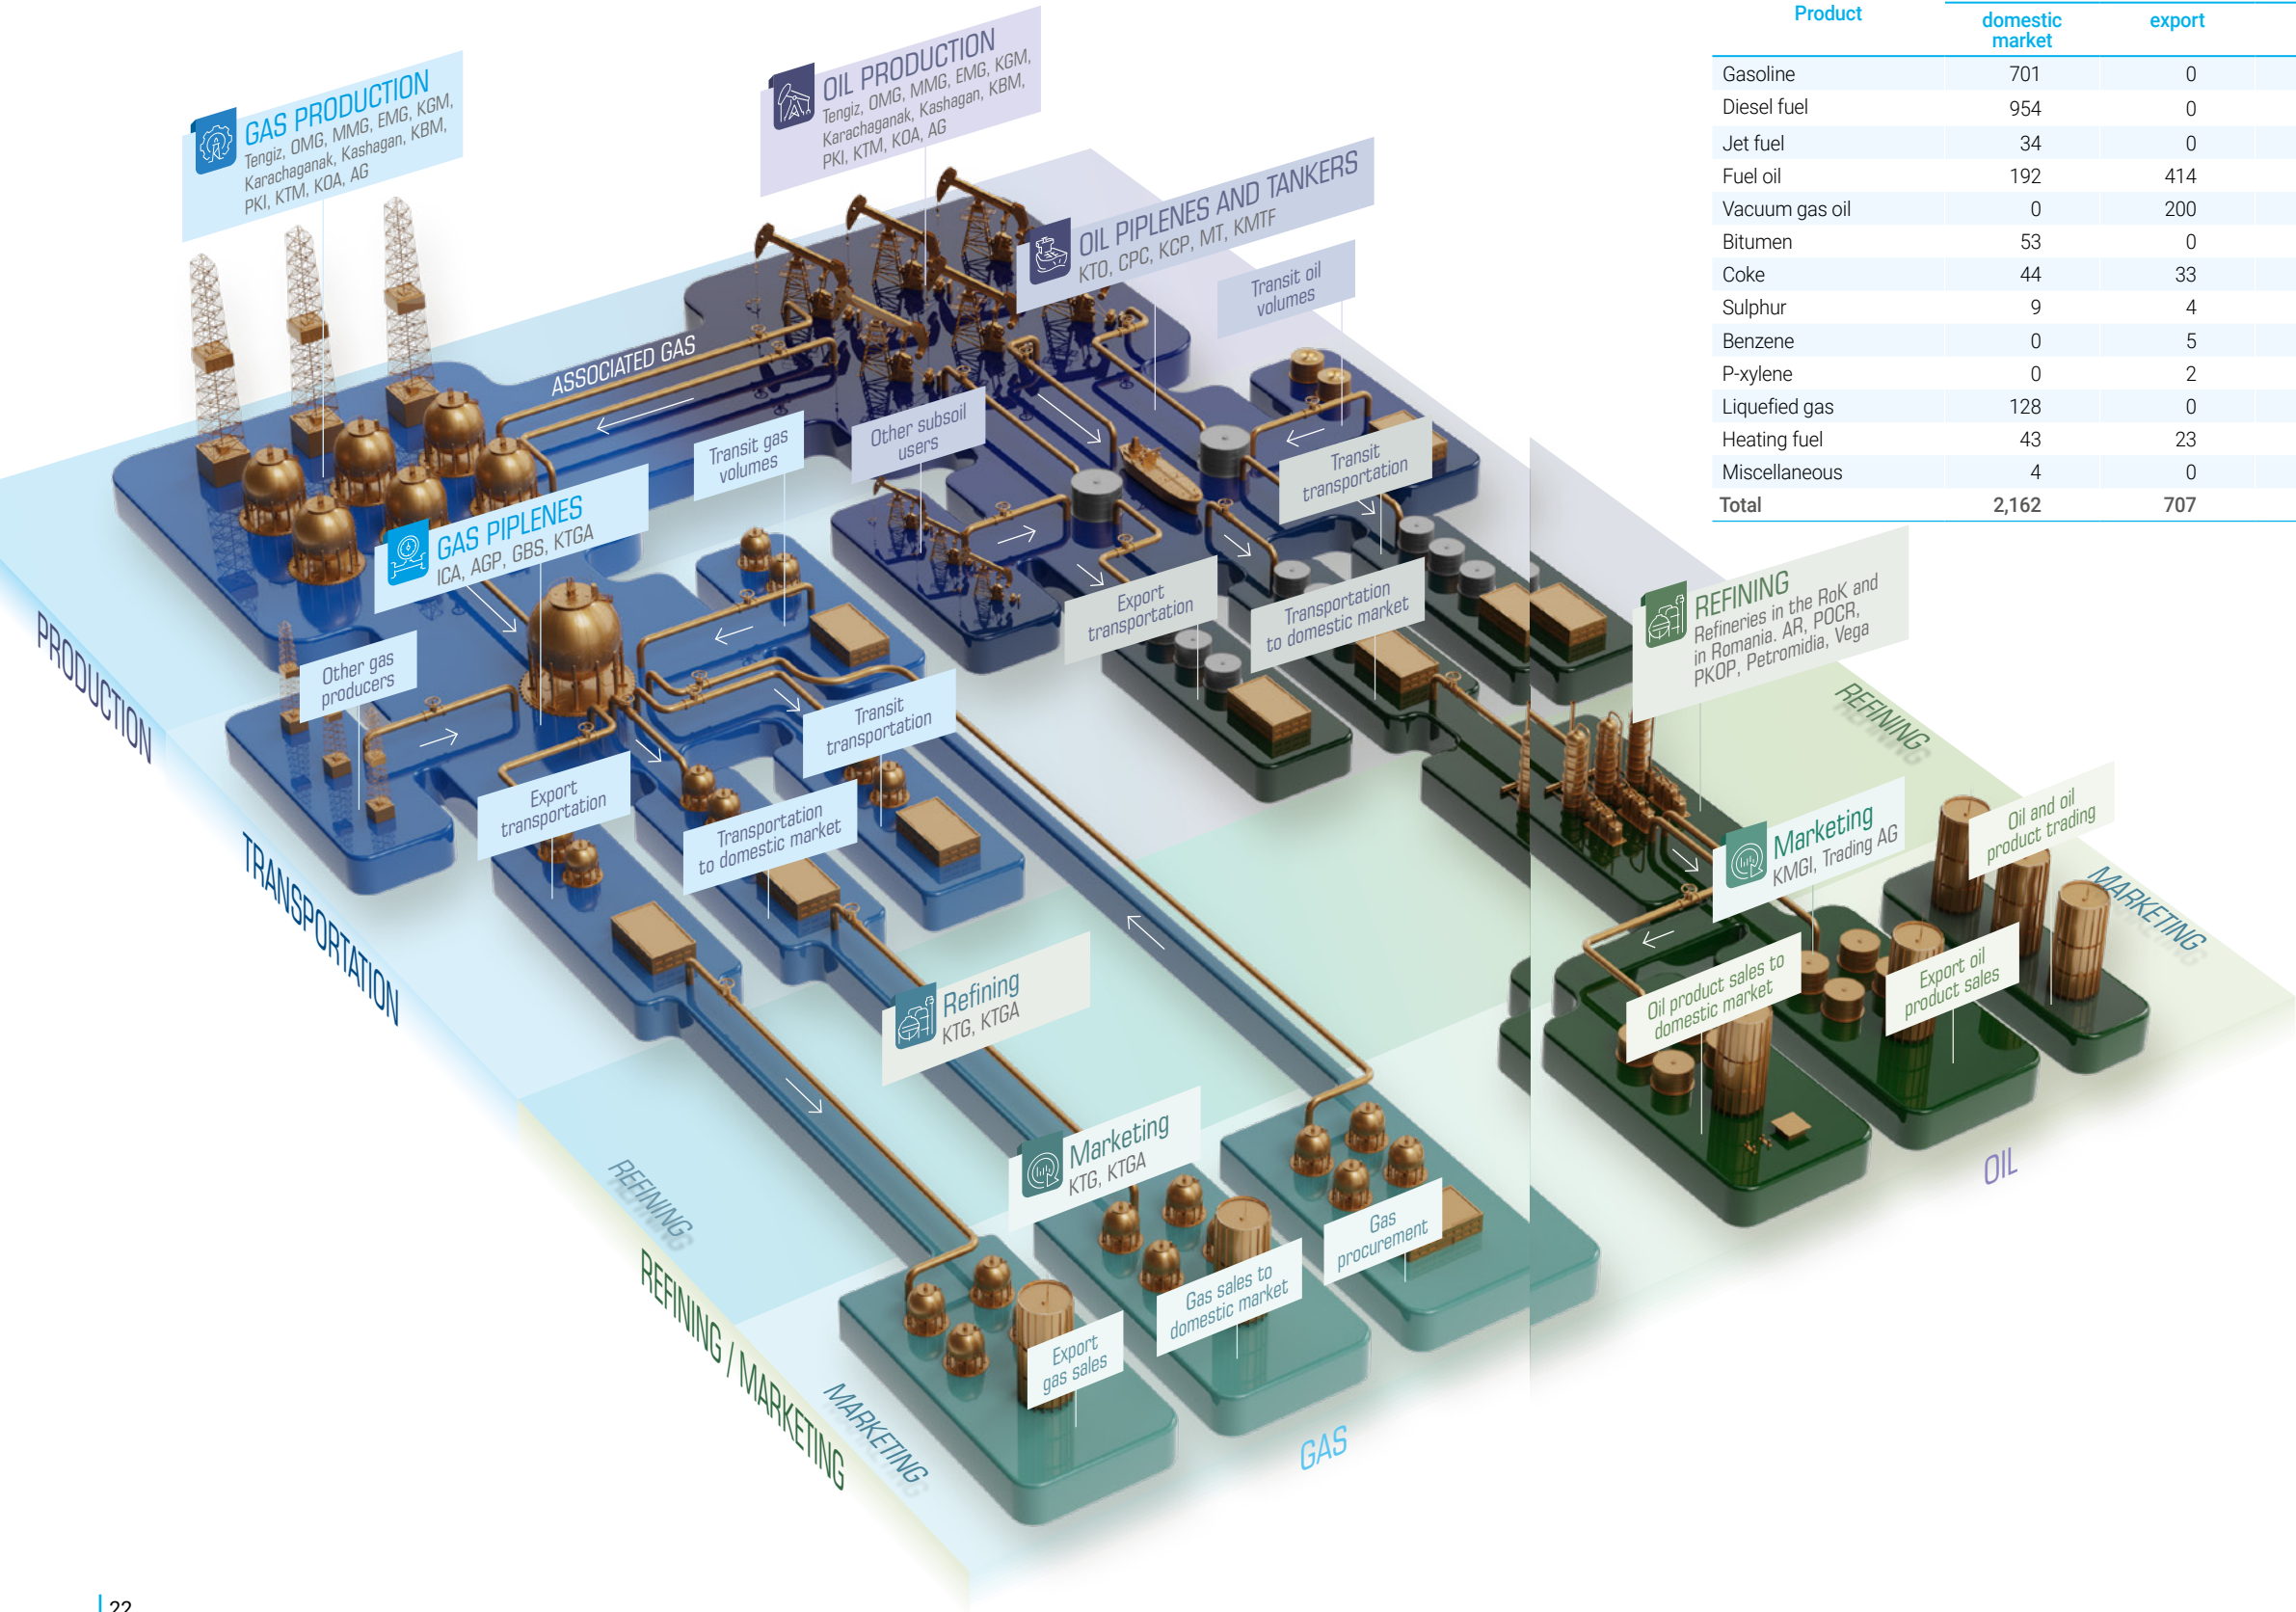 GAS PRODUCTION
Tengiz, OMG, MMG, EMG, KGM,
Karachaganak, Kashagan, KBM,
PKI, KTM, KOA, AG
OIL PRODUCTION
Tengiz, OMG, MMG, EMG, KGM,
Karachaganak, Kashagan, KBM,
PKI, KTM, KOA, AG
OIL PIPLENES AND TANKERS
KTO, CPC, KCP, MT, KMTF
Transit oil
volumes
ASSOCIATED GAS
Transit gas
volumes
Other subsoil
users
Transit
transportation
GAS PIPLENES
ICA, AGP, GBS, KTGA
Export
transportation
Transportation
to domestic market
Other gas
producers
Transit
transportation
Export
transportation
Transportation
to domestic market
PRODUCTION
TRANSPORTATION
Refining
KTG, KTGA
Marketing
KTG, KTGA
Gas
procurement
Gas sales to
domestic market
Export
gas sales
REFINING
REFINING / MARKETING
MARKETING
GAS
Product
domestic
market
export
Gasoline 701 0
Diesel fuel 954 0
Jet fuel 34 0
Fuel oil 192 414
Vacuum gas oil 0 200
Bitumen 53 0
Coke 44 33
Sulphur 9 4
Benzene 0 5
P-xylene 0 2
Liquefied gas 128 0
Heating fuel 43 23
Miscellaneous 4 0
Total 2,162 707
REFINING
Refineries in the RoK and
in Romania. AR, POCR,
PKOP, Petromidia, Vega
REFINING
Marketing
KMGI, Trading AG
Oil and oil
product trading
MARKETING
Oil product sales to
domestic market
Export oil
product sales
OIL
22